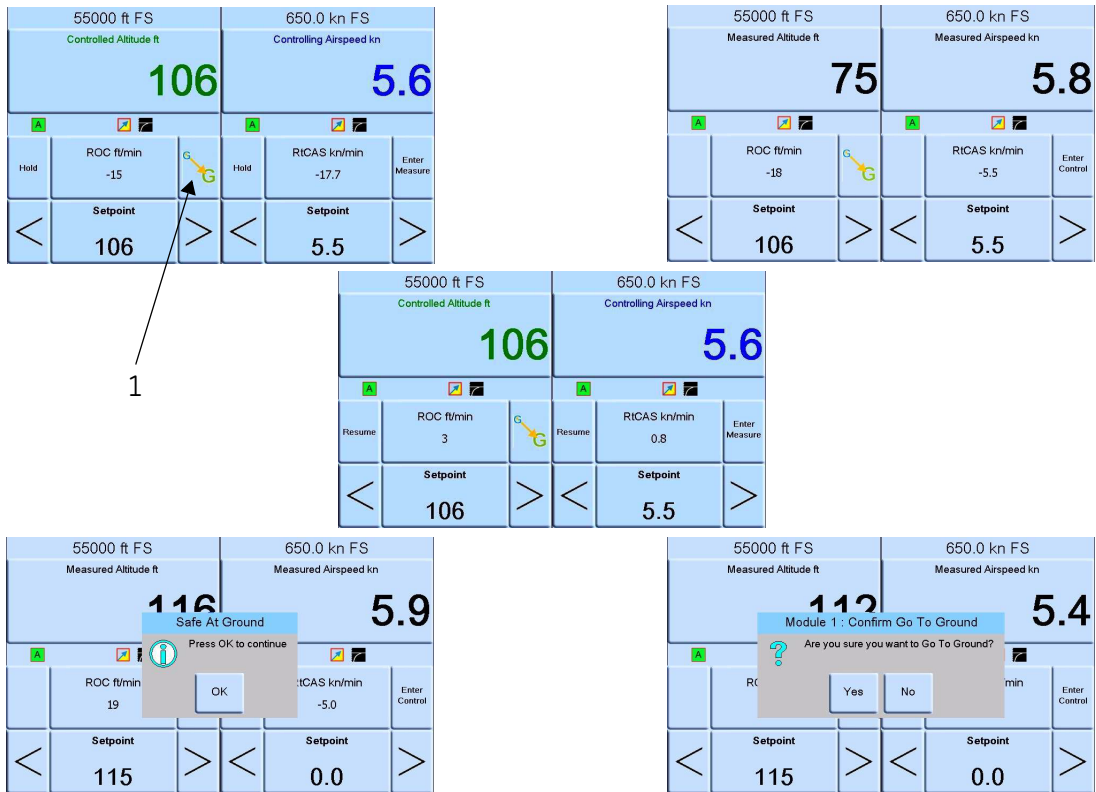 55000 ft FS 650.0 kn FS
Controlled Altitude ft Controlling Airspeed kn
106 5.6
A A
Hold ROC ft/min G G Hold RtCAS kn/min Enter Measure
-15 -17.7
Setpoint Setpoint
< 106 > < 5.5 >
1
55000 ft FS 650.0 kn FS
Measured Altitude ft Measured Airspeed kn
75 5.8
A A
ROC ft/min G G RtCAS kn/min Enter Control
-18 -5.5
Setpoint Setpoint
< 106 > < 5.5 >
55000 ft FS 650.0 kn FS
Controlled Altitude ft Controlling Airspeed kn
106 5.6
A A
Resume ROC ft/min G G Resume RtCAS kn/min Enter Measure
3 0.8
Setpoint Setpoint
< 106 > < 5.5 >
55000 ft FS 650.0 kn FS
Measured Altitude ft Measured Airspeed kn
116 5.9
Safe At Ground
Press OK to continue
A
ROC ft/min OK tCAS kn/min Enter Control
19 -5.0
Setpoint Setpoint
< 115 > < 0.0 >
55000 ft FS 650.0 kn FS
Measured Altitude ft Measured Airspeed kn
112 5.4
Module 1 : Confirm Go To Ground
? Are you sure you want to Go To Ground?
A
Yes No min Enter Control
Setpoint Setpoint
< 115 > < 0.0 >